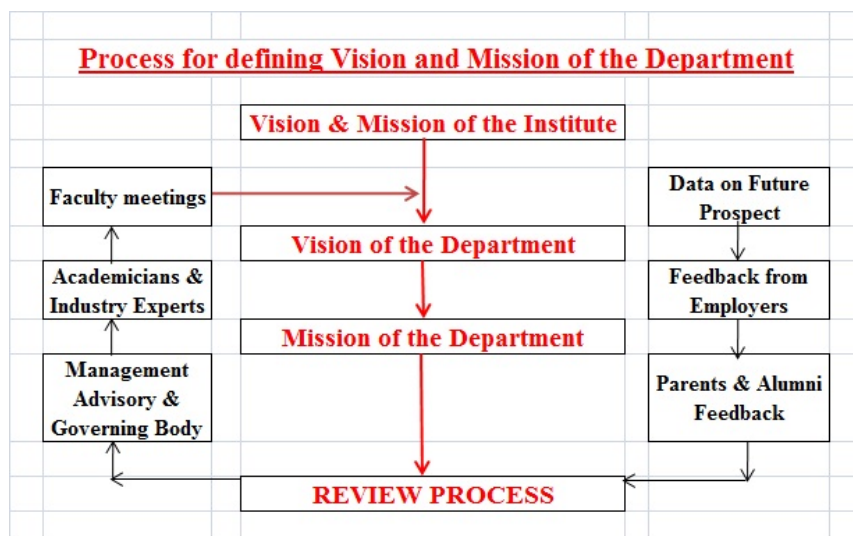 Process for defining Vision and Mission of the Department
Vision & Mission of the Institute
Faculty meetings
Data on Future
Prospect
Vision of the Department
Academicians &
Industry Experts
Feedback from
Employers
Mission of the Department
Management
Advisory &
Governing Body
Parents & Alumni
Feedback
REVIEW PROCESS